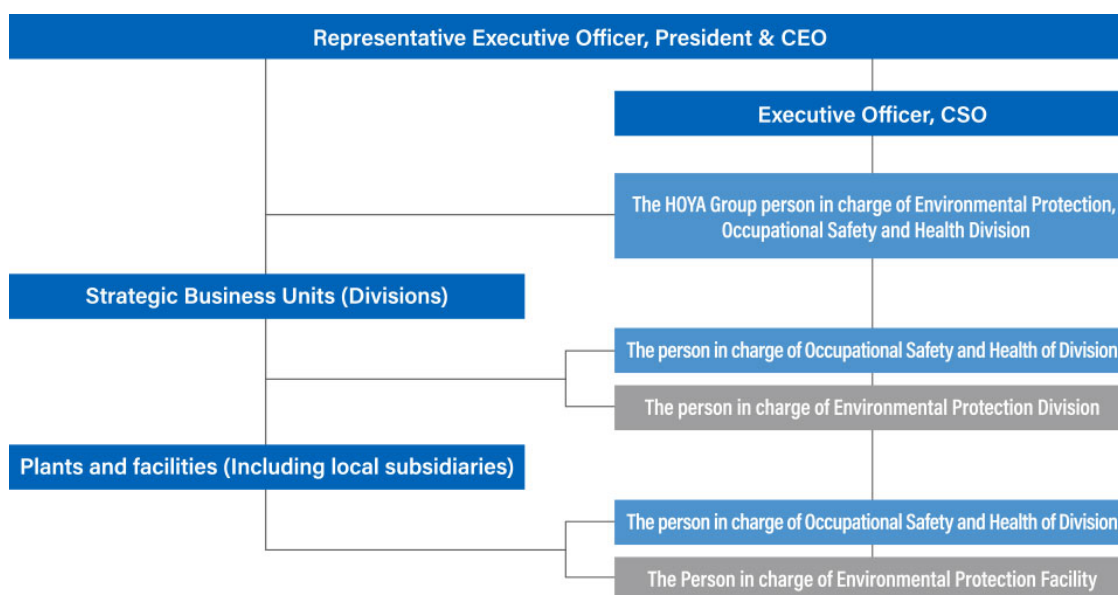 Representative Executive Officer, President & CEO
Executive Officer, CSO
The HOYA Group person in charge of Environmental Protection,
Occupational Safety and Health Division
Strategic Business Units (Divisions)
The person in charge of Occupational Safety and Health of Division
The person in charge of Environmental Protection Division
Plants and facilities (Including local subsidiaries)
The person in charge of Occupational Safety and Health of Division
The Person in charge of Environmental Protection Facility